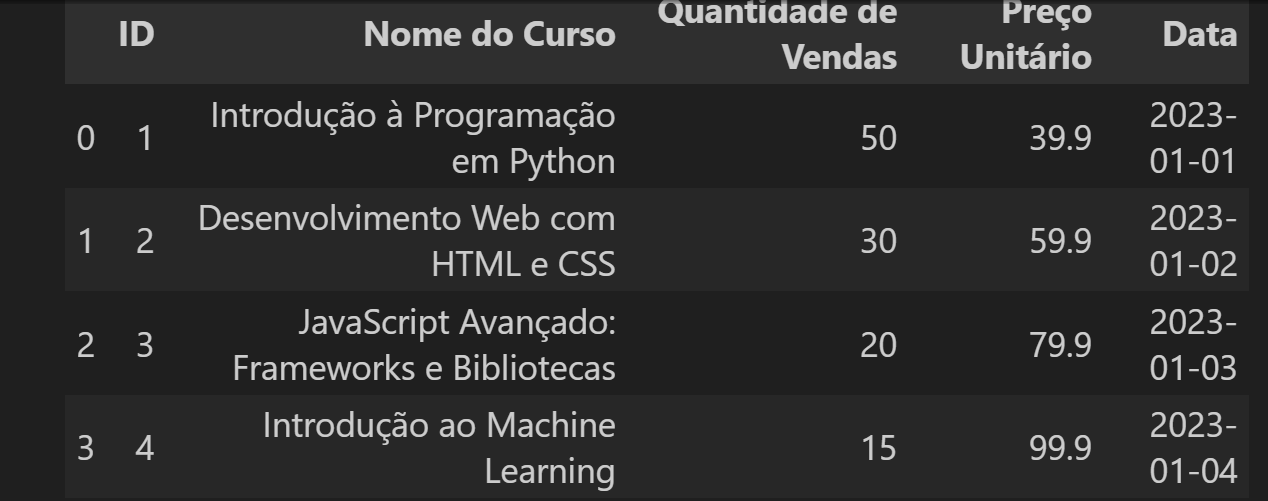 ID Nome do Curso Quantidade de Vendas Preço Unitário Data
0 1 Introdução à Programação em Python 50 39.9 2023-01-01
1 2 Desenvolvimento Web com HTML e CSS 30 59.9 2023-01-02
2 3 JavaScript Avançado: Frameworks e Bibliotecas 20 79.9 2023-01-03
3 4 Introdução ao Machine Learning 15 99.9 2023-01-04